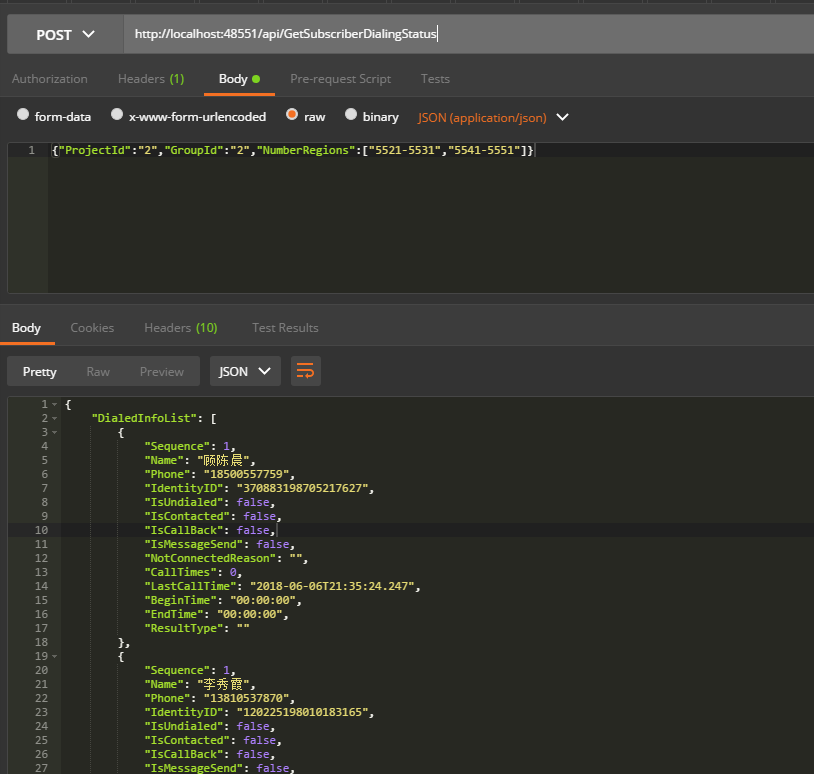 POST http://localhost:48551/api/GetSubscriberDialingStatus
Authorization Headers (1) Body Pre-request Script Tests
form-data x-www-form-urlencoded raw binary JSON (application/json)
1 {"ProjectId":"2","GroupId":"2","NumberRegions":["5521-5531","5541-5551"]}
Body Cookies Headers (10) Test Results
Pretty Raw Preview JSON
1 {
2 "DialedInfoList": [
3 {
4 "Sequence": 1,
5 "Name": "顾陈晨",
6 "Phone": "18500557759",
7 "IdentityID": "370883198705217627",
8 "IsUndialed": false,
9 "IsContacted": false,
10 "IsCallBack": false,
11 "IsMessageSend": false,
12 "NotConnectedReason": "",
13 "CallTimes": 0,
14 "LastCallTime": "2018-06-06T21:35:24.247",
15 "BeginTime": "00:00:00",
16 "EndTime": "00:00:00",
17 "ResultType": ""
18 },
19 {
20 "Sequence": 1,
21 "Name": "李秀霞",
22 "Phone": "13810537870",
23 "IdentityID": "120225198010183165",
24 "IsUndialed": false,
25 "IsContacted": false,
26 "IsCallBack": false,
27 "IsMessageSend": false,